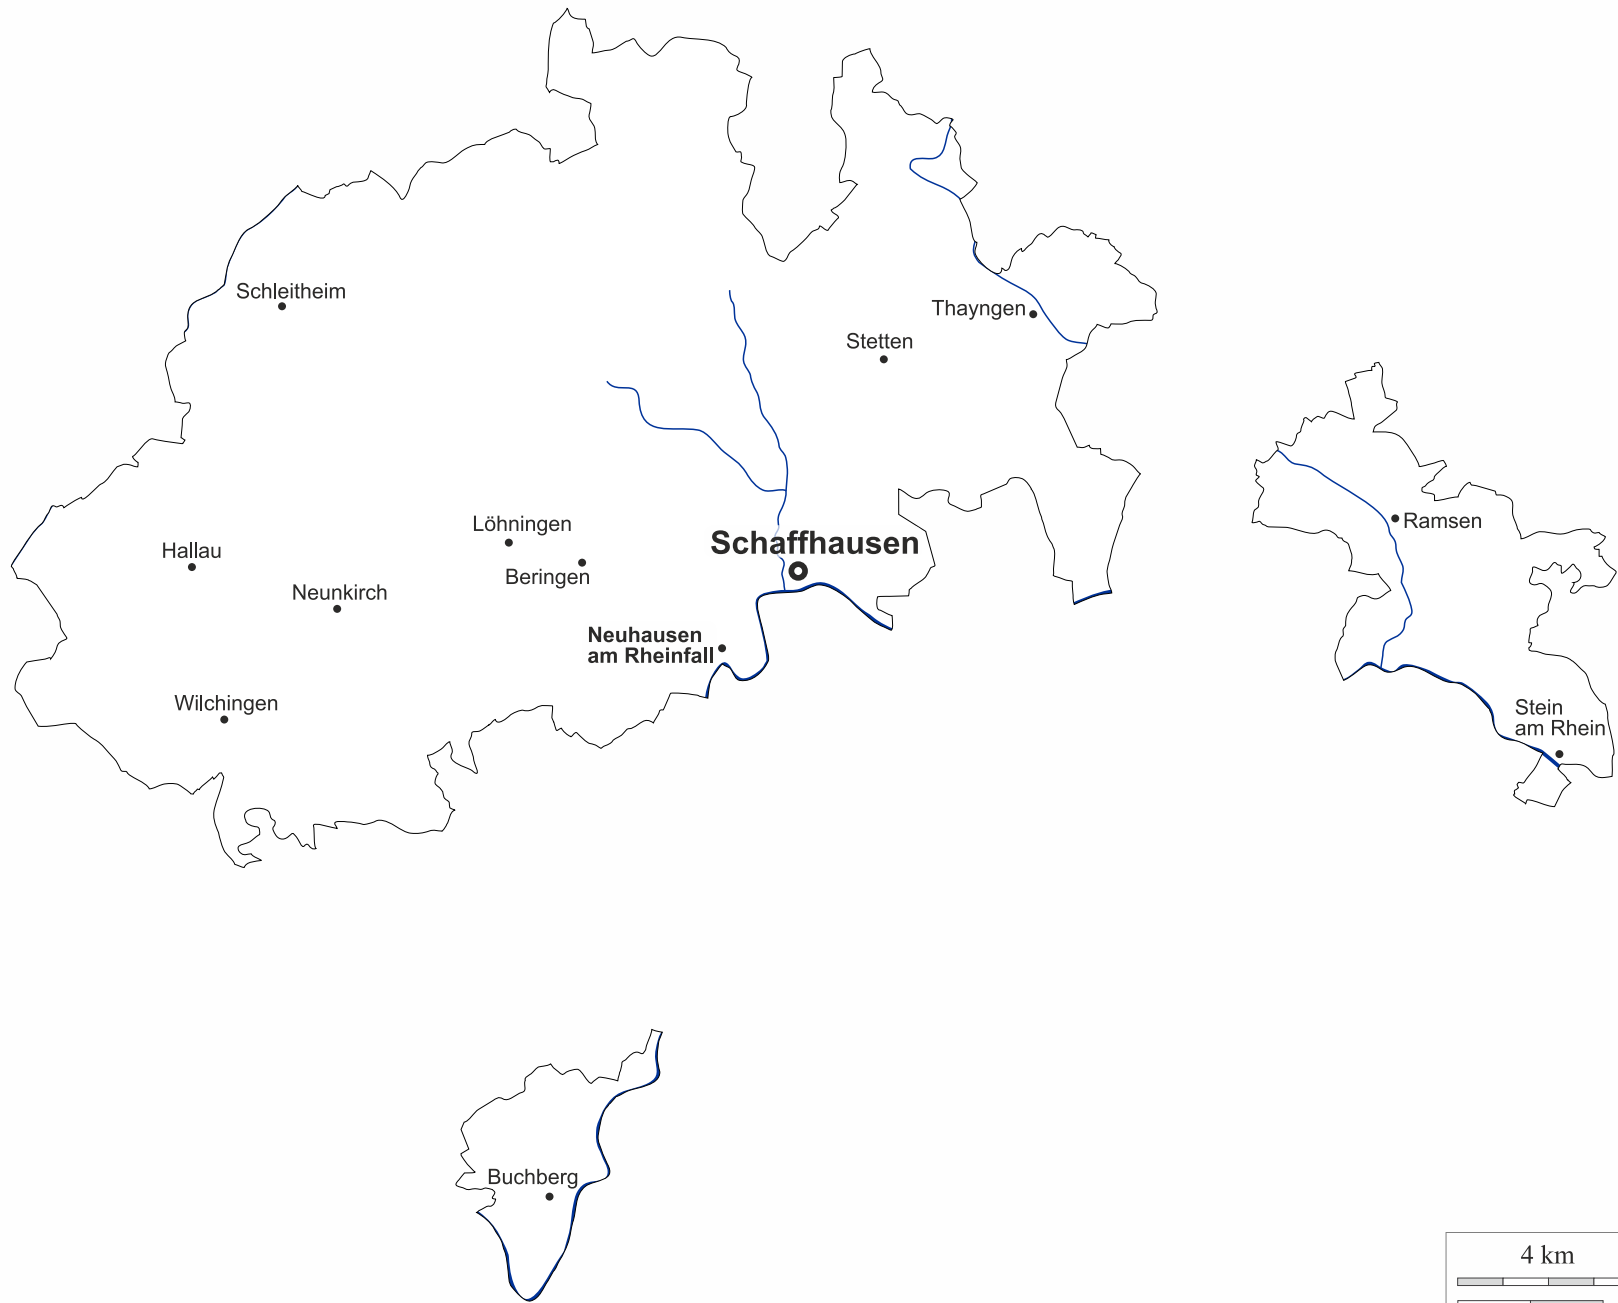 Schleitheim
Thayngen
Stetten
Ramsen
Löhningen
Schaffhausen
Hallau
Beringen
Neunkirch
Neuhausen
am Rheinfall
Wilchingen
Stein
am Rhein
Buchberg
4 km